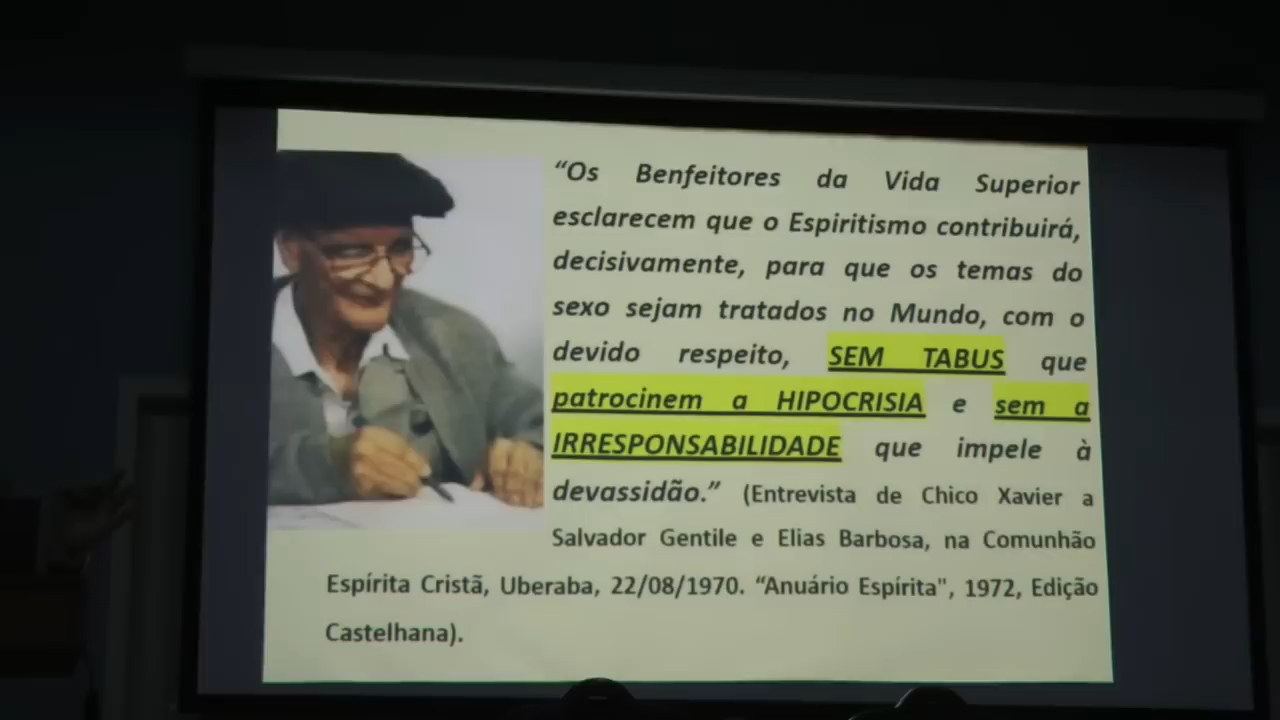 “Os Benfeitores da Vida Superior
esclarecem que o Espiritismo contribuirá,
decisivamente, para que os temas do
sexo sejam tratados no Mundo, com o
devido respeito, SEM TABUS que
patrocinem a HIPOCRISIA e sem a
IRRESPONSABILIDADE que impele à
devassidão.” (Entrevista de Chico Xavier a
Salvador Gentile e Elias Barbosa, na Comunhão
Espírita Cristã, Uberaba, 22/08/1970. “Anuário Espírita", 1972, Edição
Castelhana).